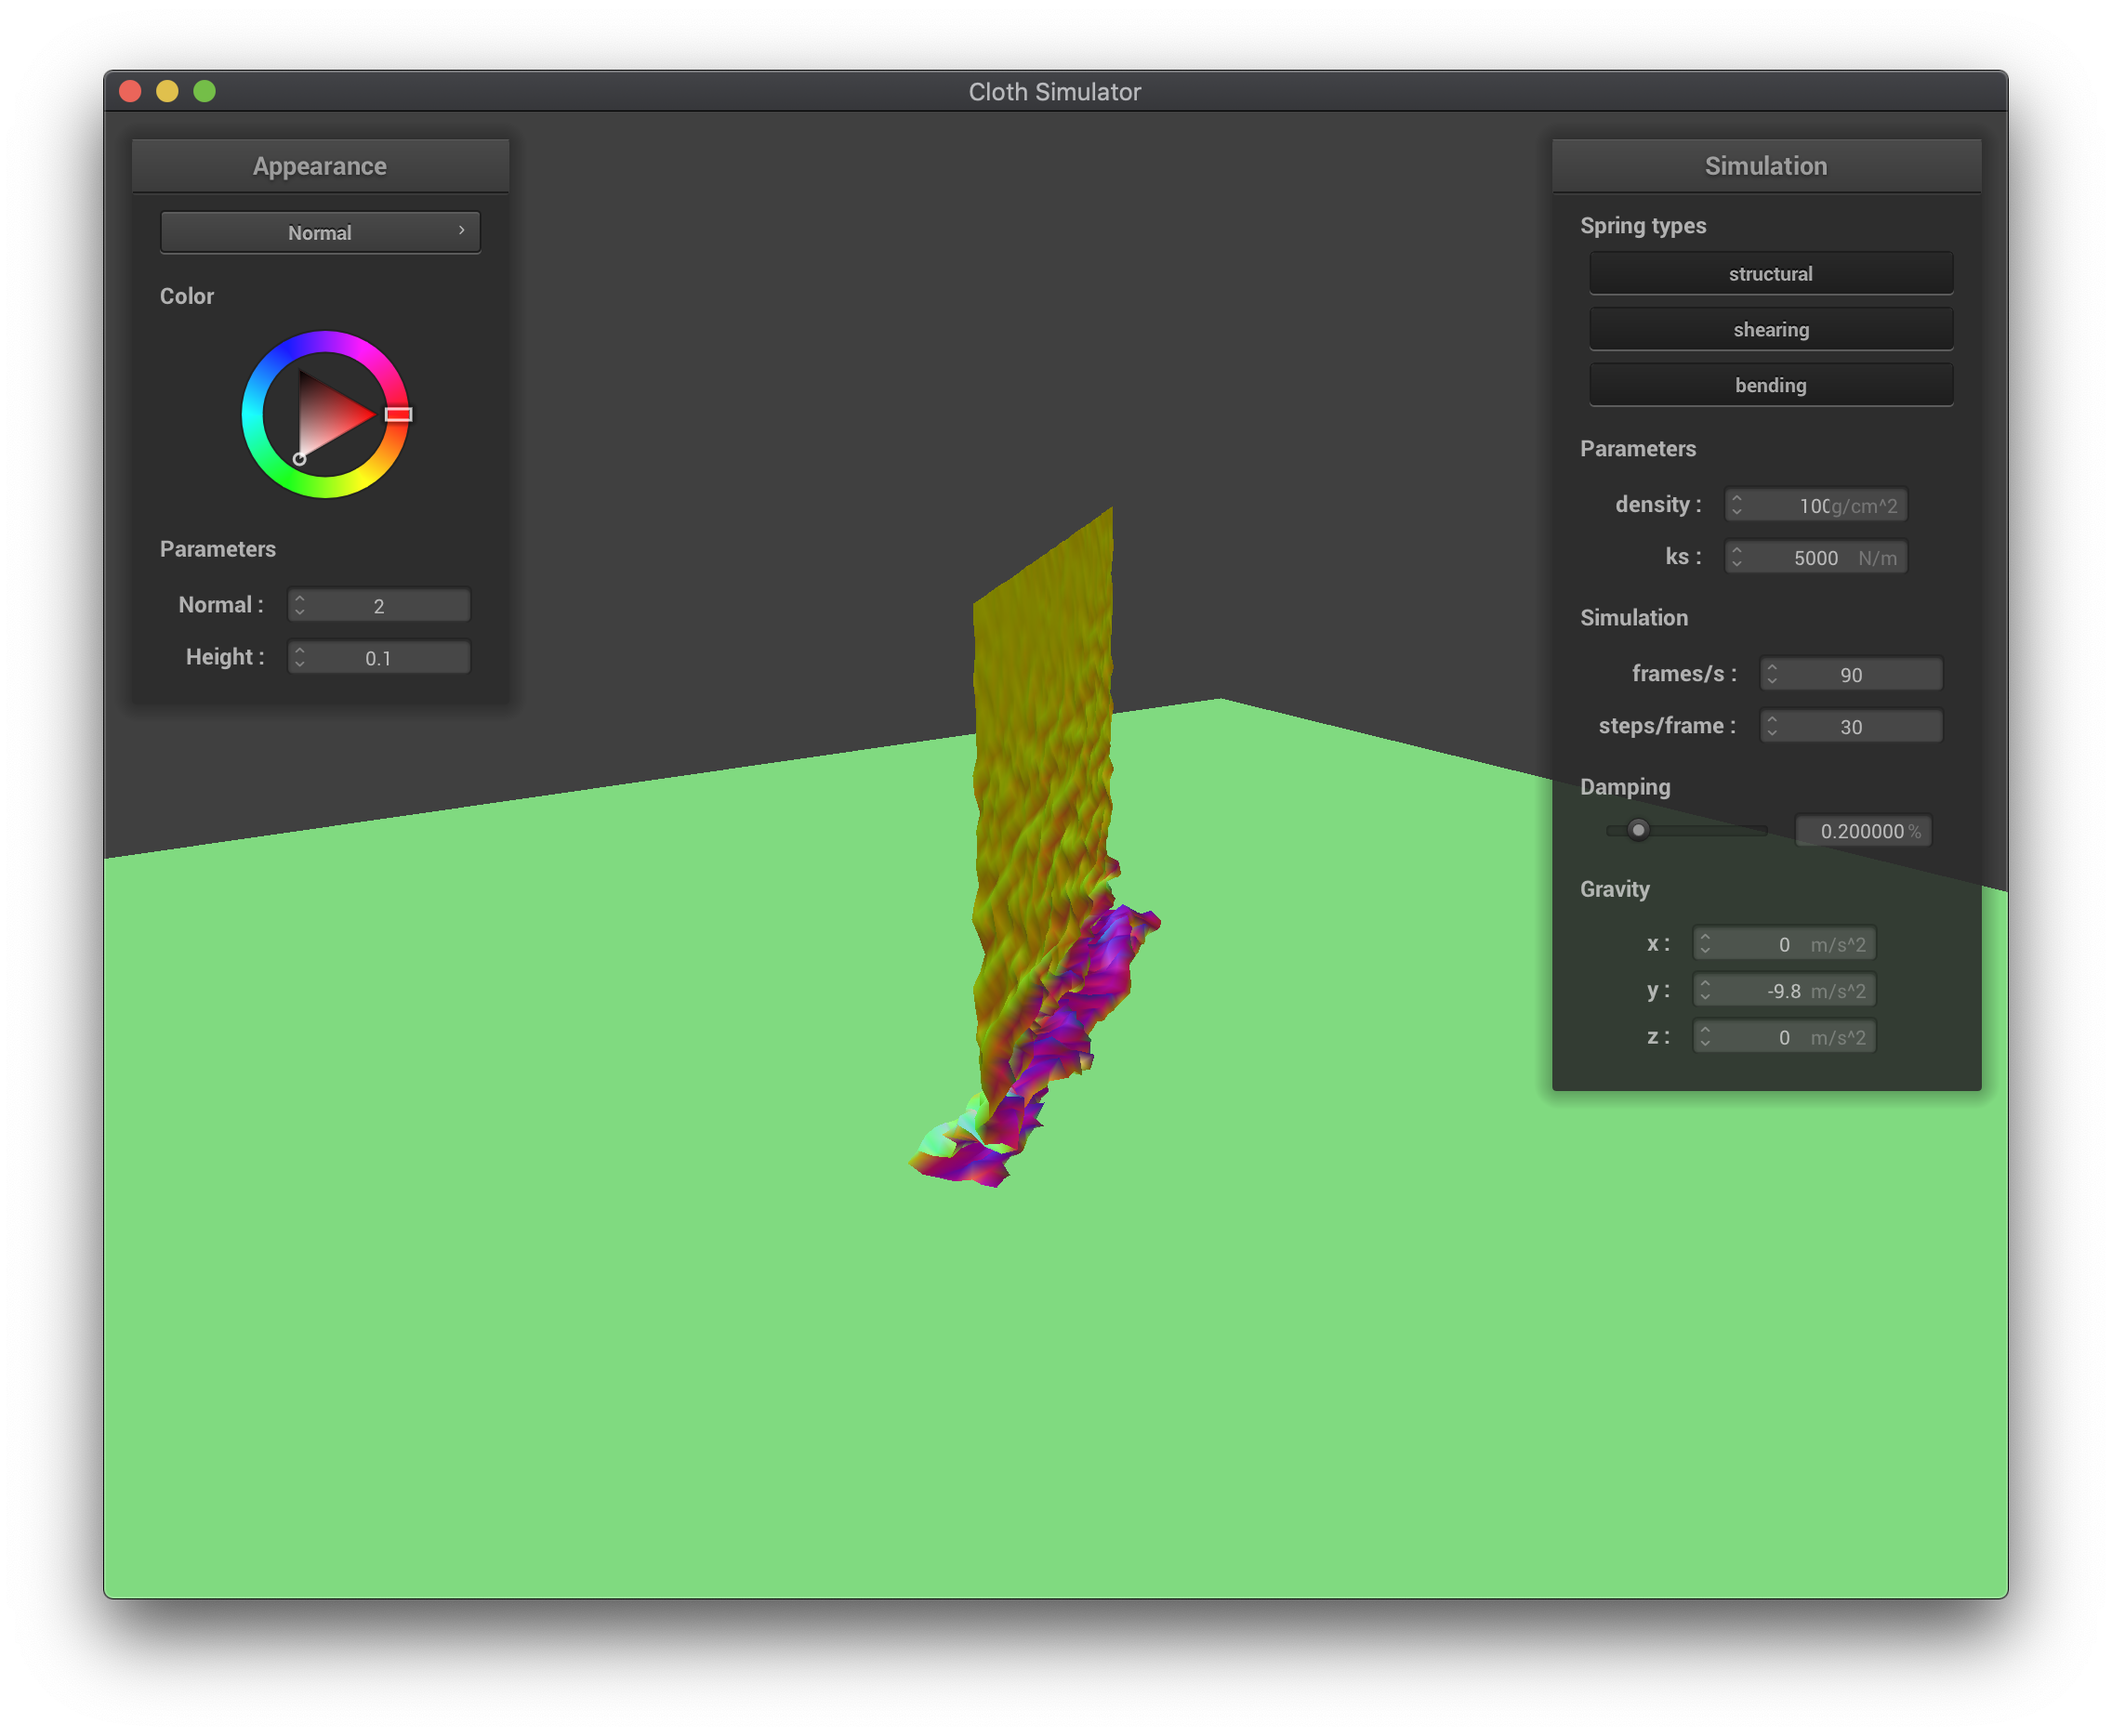 Cloth Simulator
Appearance
Normal
Color
Parameters
Normal : 2
Height : 0.1
Simulation
Spring types
structural
shearing
bending
Parameters
density : 100 g/cm^2
ks : 5000 N/m
Simulation
frames/s : 90
steps/frame : 30
Damping
0.200000 %
Gravity
x : 0 m/s^2
y : -9.8 m/s^2
z : 0 m/s^2